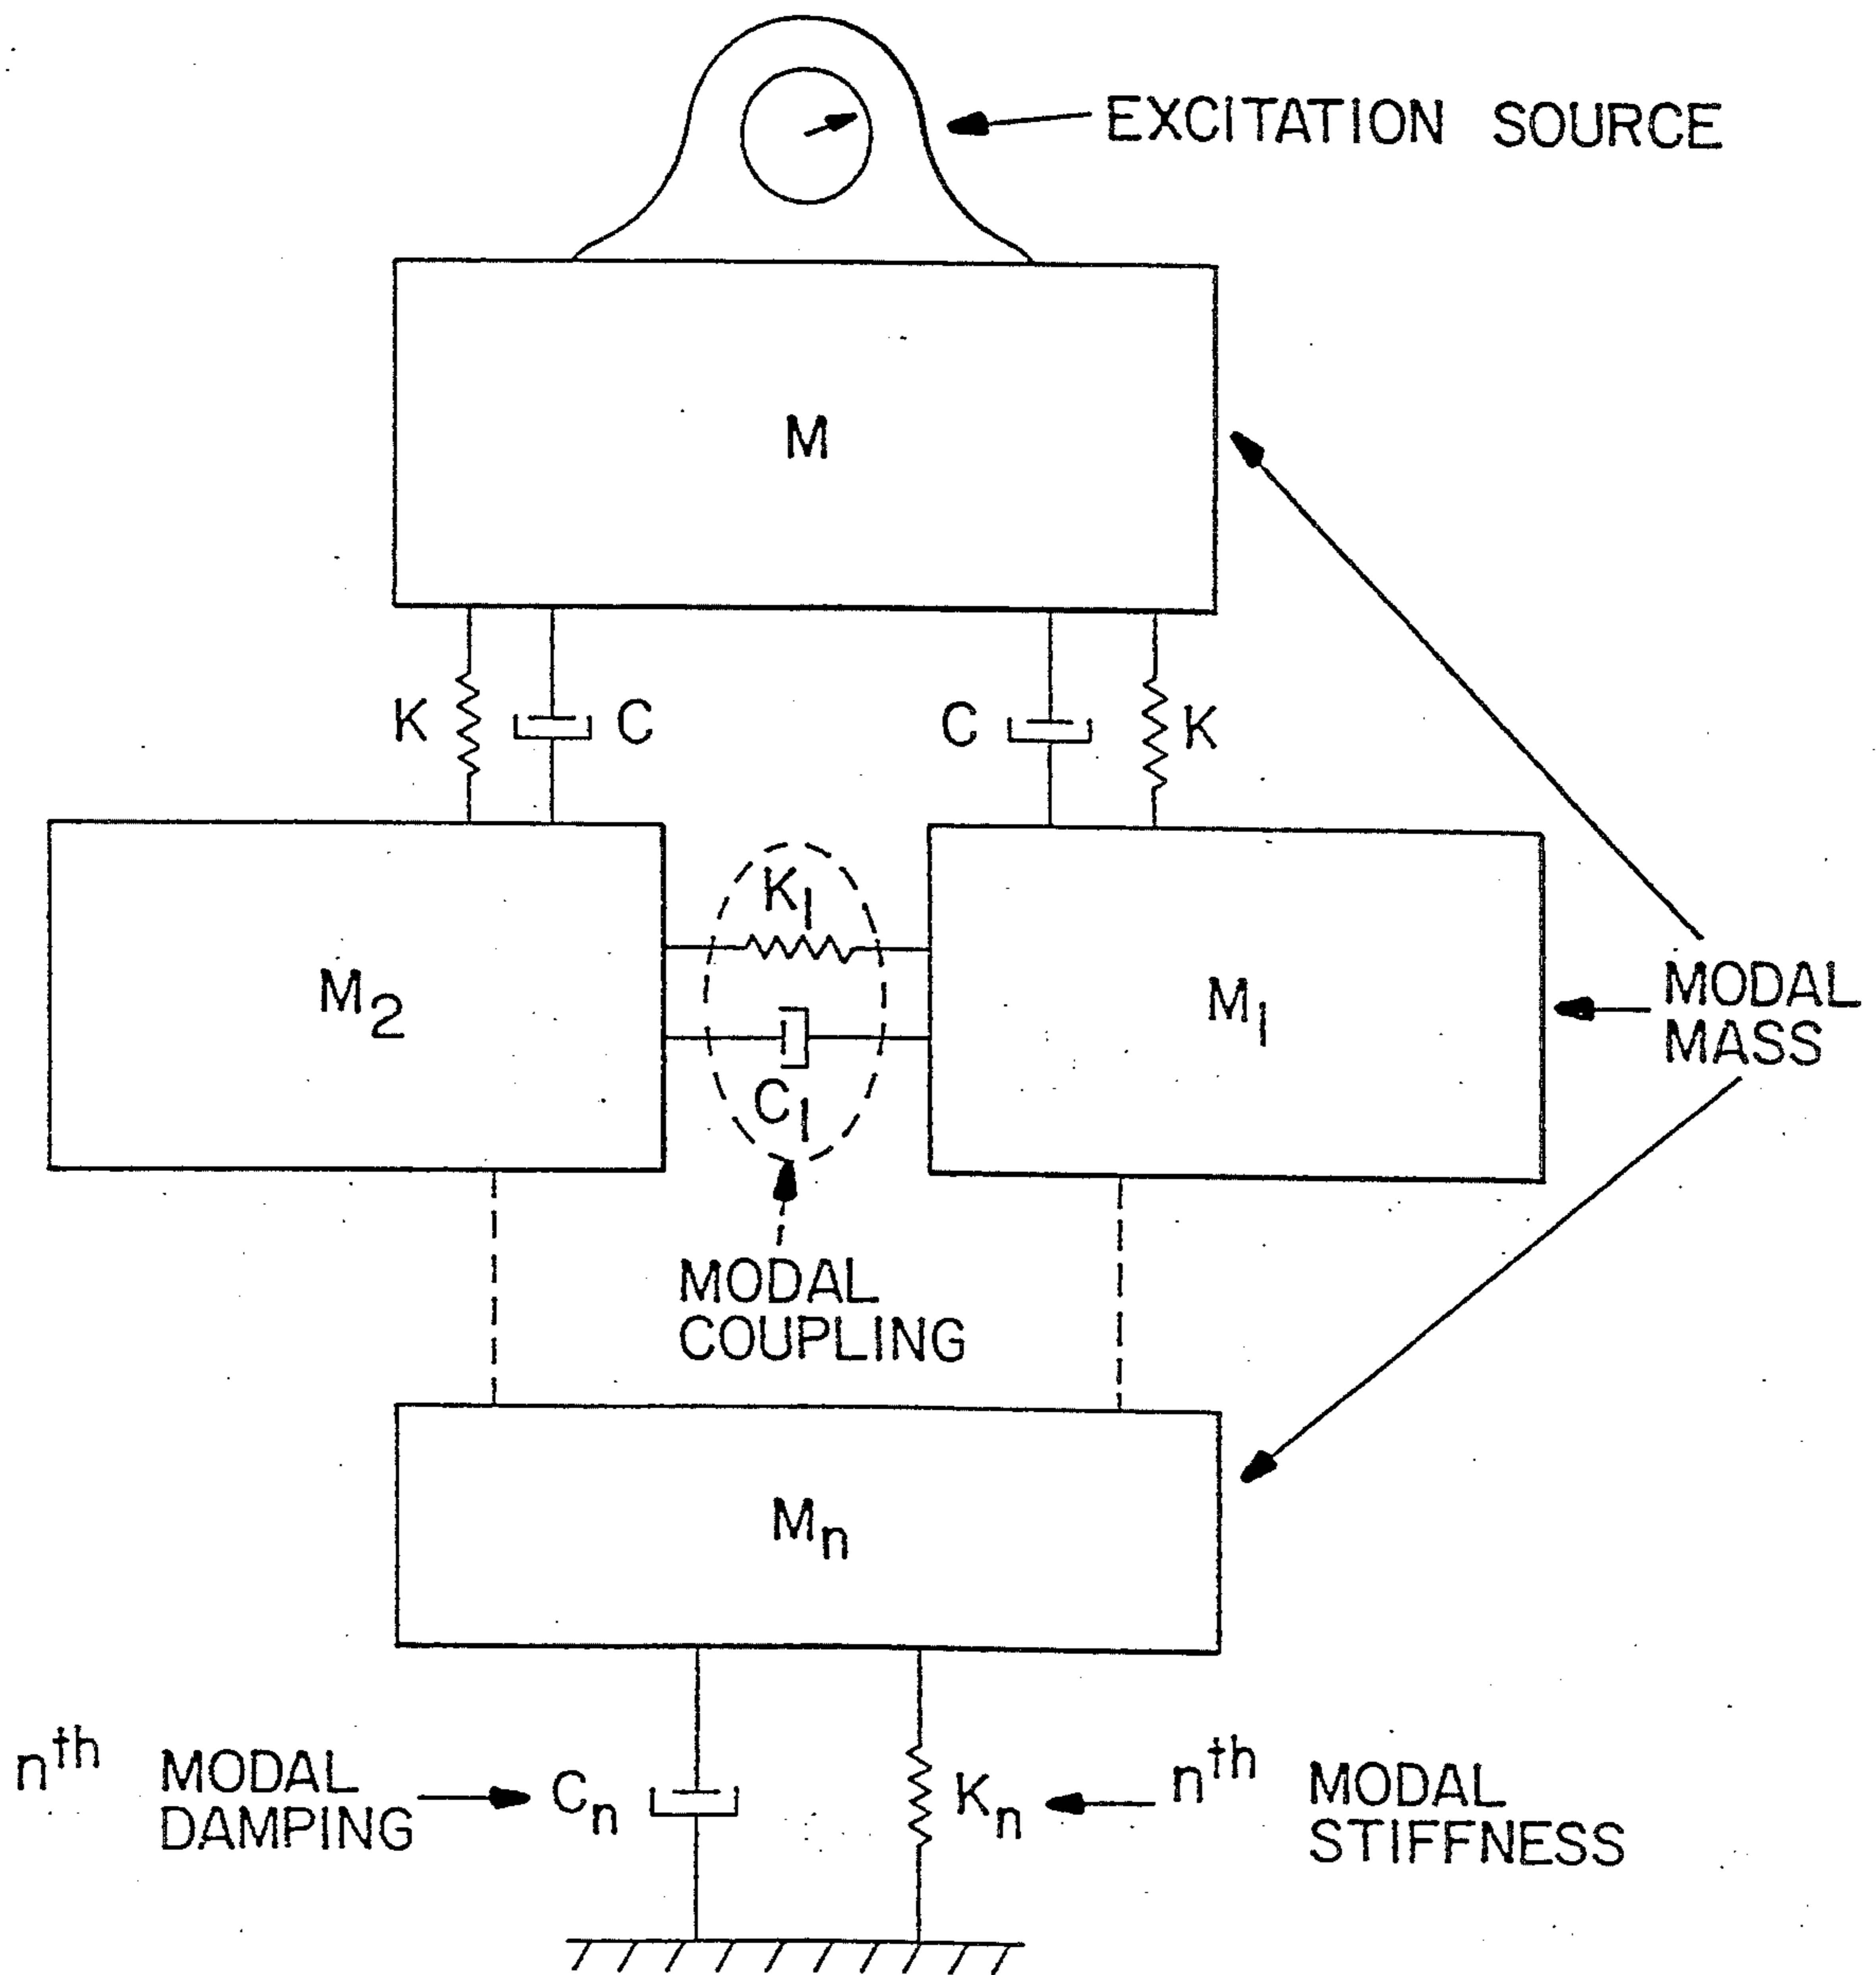 EXCITATION SOURCE
M
K C C K
K1
M2 M1
MODAL
MASS
C1
MODAL
COUPLING
Mn
nth MODAL
DAMPING
Cn
Kn
nth MODAL
STIFFNESS